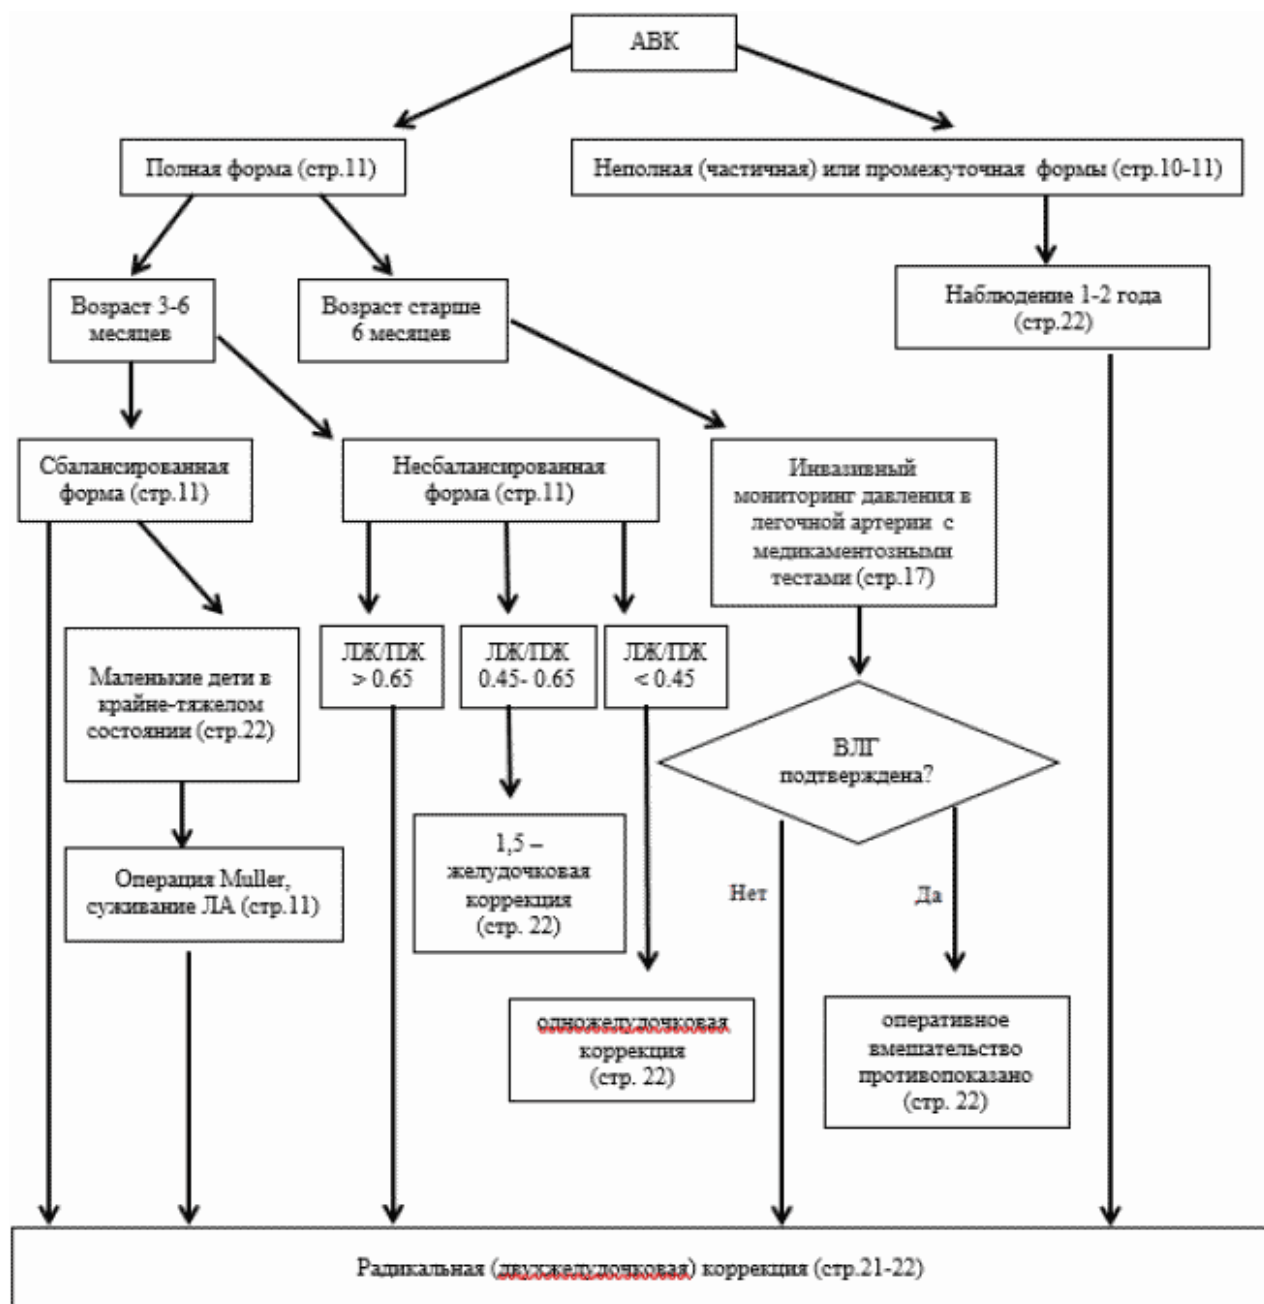 АВК
Полная форма (стр.11)
Неполная (частичная) или промежуточная формы (стр.10-11)
Возраст 3-6
месяцев
Возраст старше
6 месяцев
Наблюдение 1-2 года
(стр.22)
Сбалансированная
форма (стр.11)
Несбалансированная
форма (стр.11)
Инвазивный
мониторинг давления в
легочной артерии с
медикаментозными
тестами (стр.17)
Маленькие дети в
крайне-тяжелом
состоянии (стр.22)
ЛЖ/ПЖ
> 0.65
ЛЖ/ПЖ
0.45- 0.65
ЛЖ/ПЖ
< 0.45
ВЛГ
подтверждена?
Операция Muller,
суживание ЛА (стр.11)
1,5 –
желудочковая
коррекция
(стр. 22)
Нет
Да
одножелудочковая
коррекция
(стр. 22)
оперативное
вмешательство
противопоказано
(стр. 22)
Радикальная (двухжелудочковая) коррекция (стр.21-22)